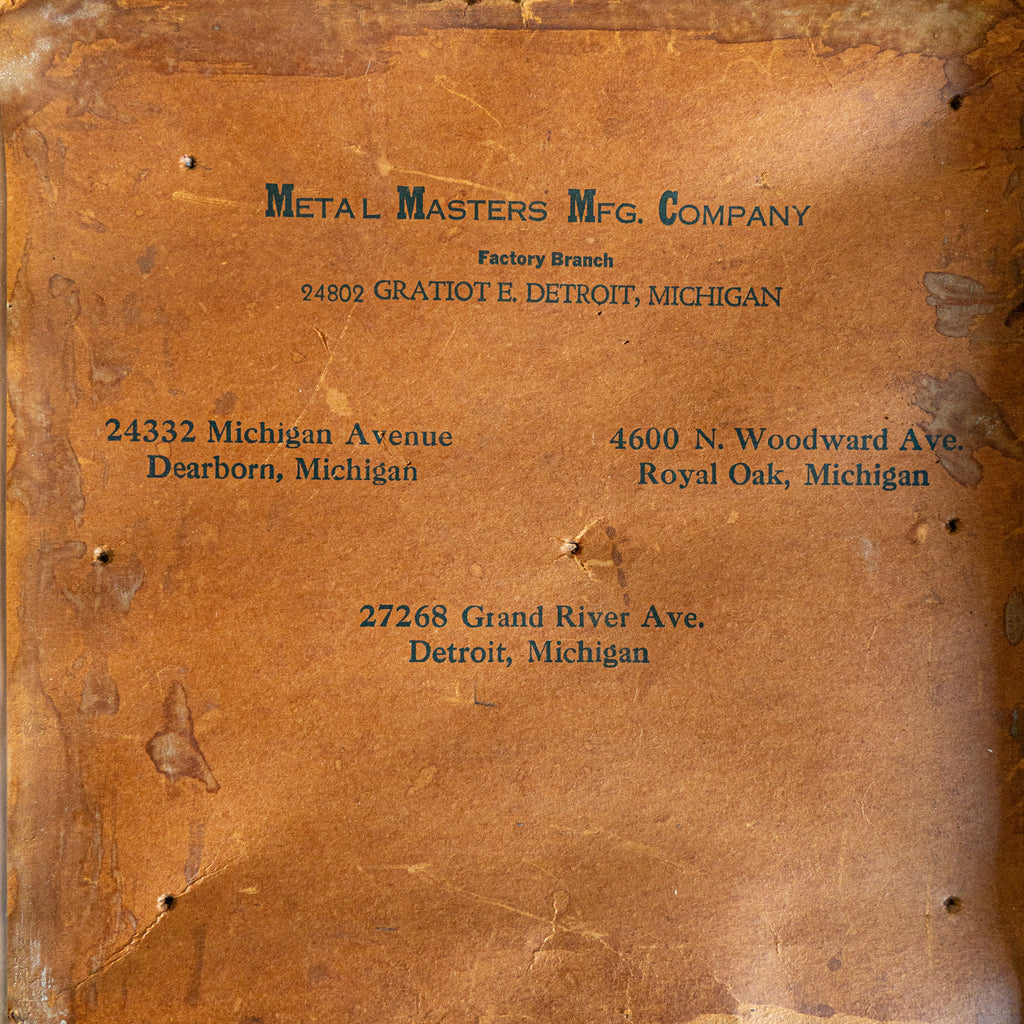 METAL MASTERS MFG. COMPANY
Factory Branch
24802 GRATIOT E. DETROIT, MICHIGAN
24332 Michigan Avenue
Dearborn, Michigan
4600 N. Woodward Ave.
Royal Oak, Michigan
27268 Grand River Ave.
Detroit, Michigan